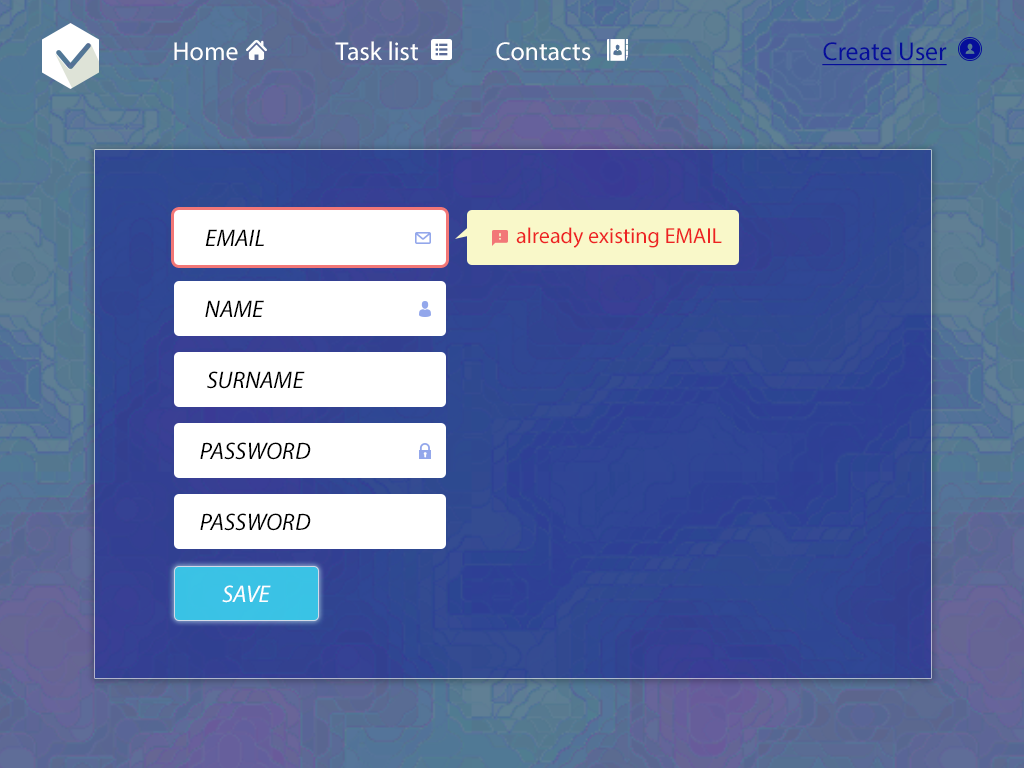 Home
Task list
Contacts
Create User
EMAIL
already existing EMAIL
NAME
SURNAME
PASSWORD
PASSWORD
SAVE